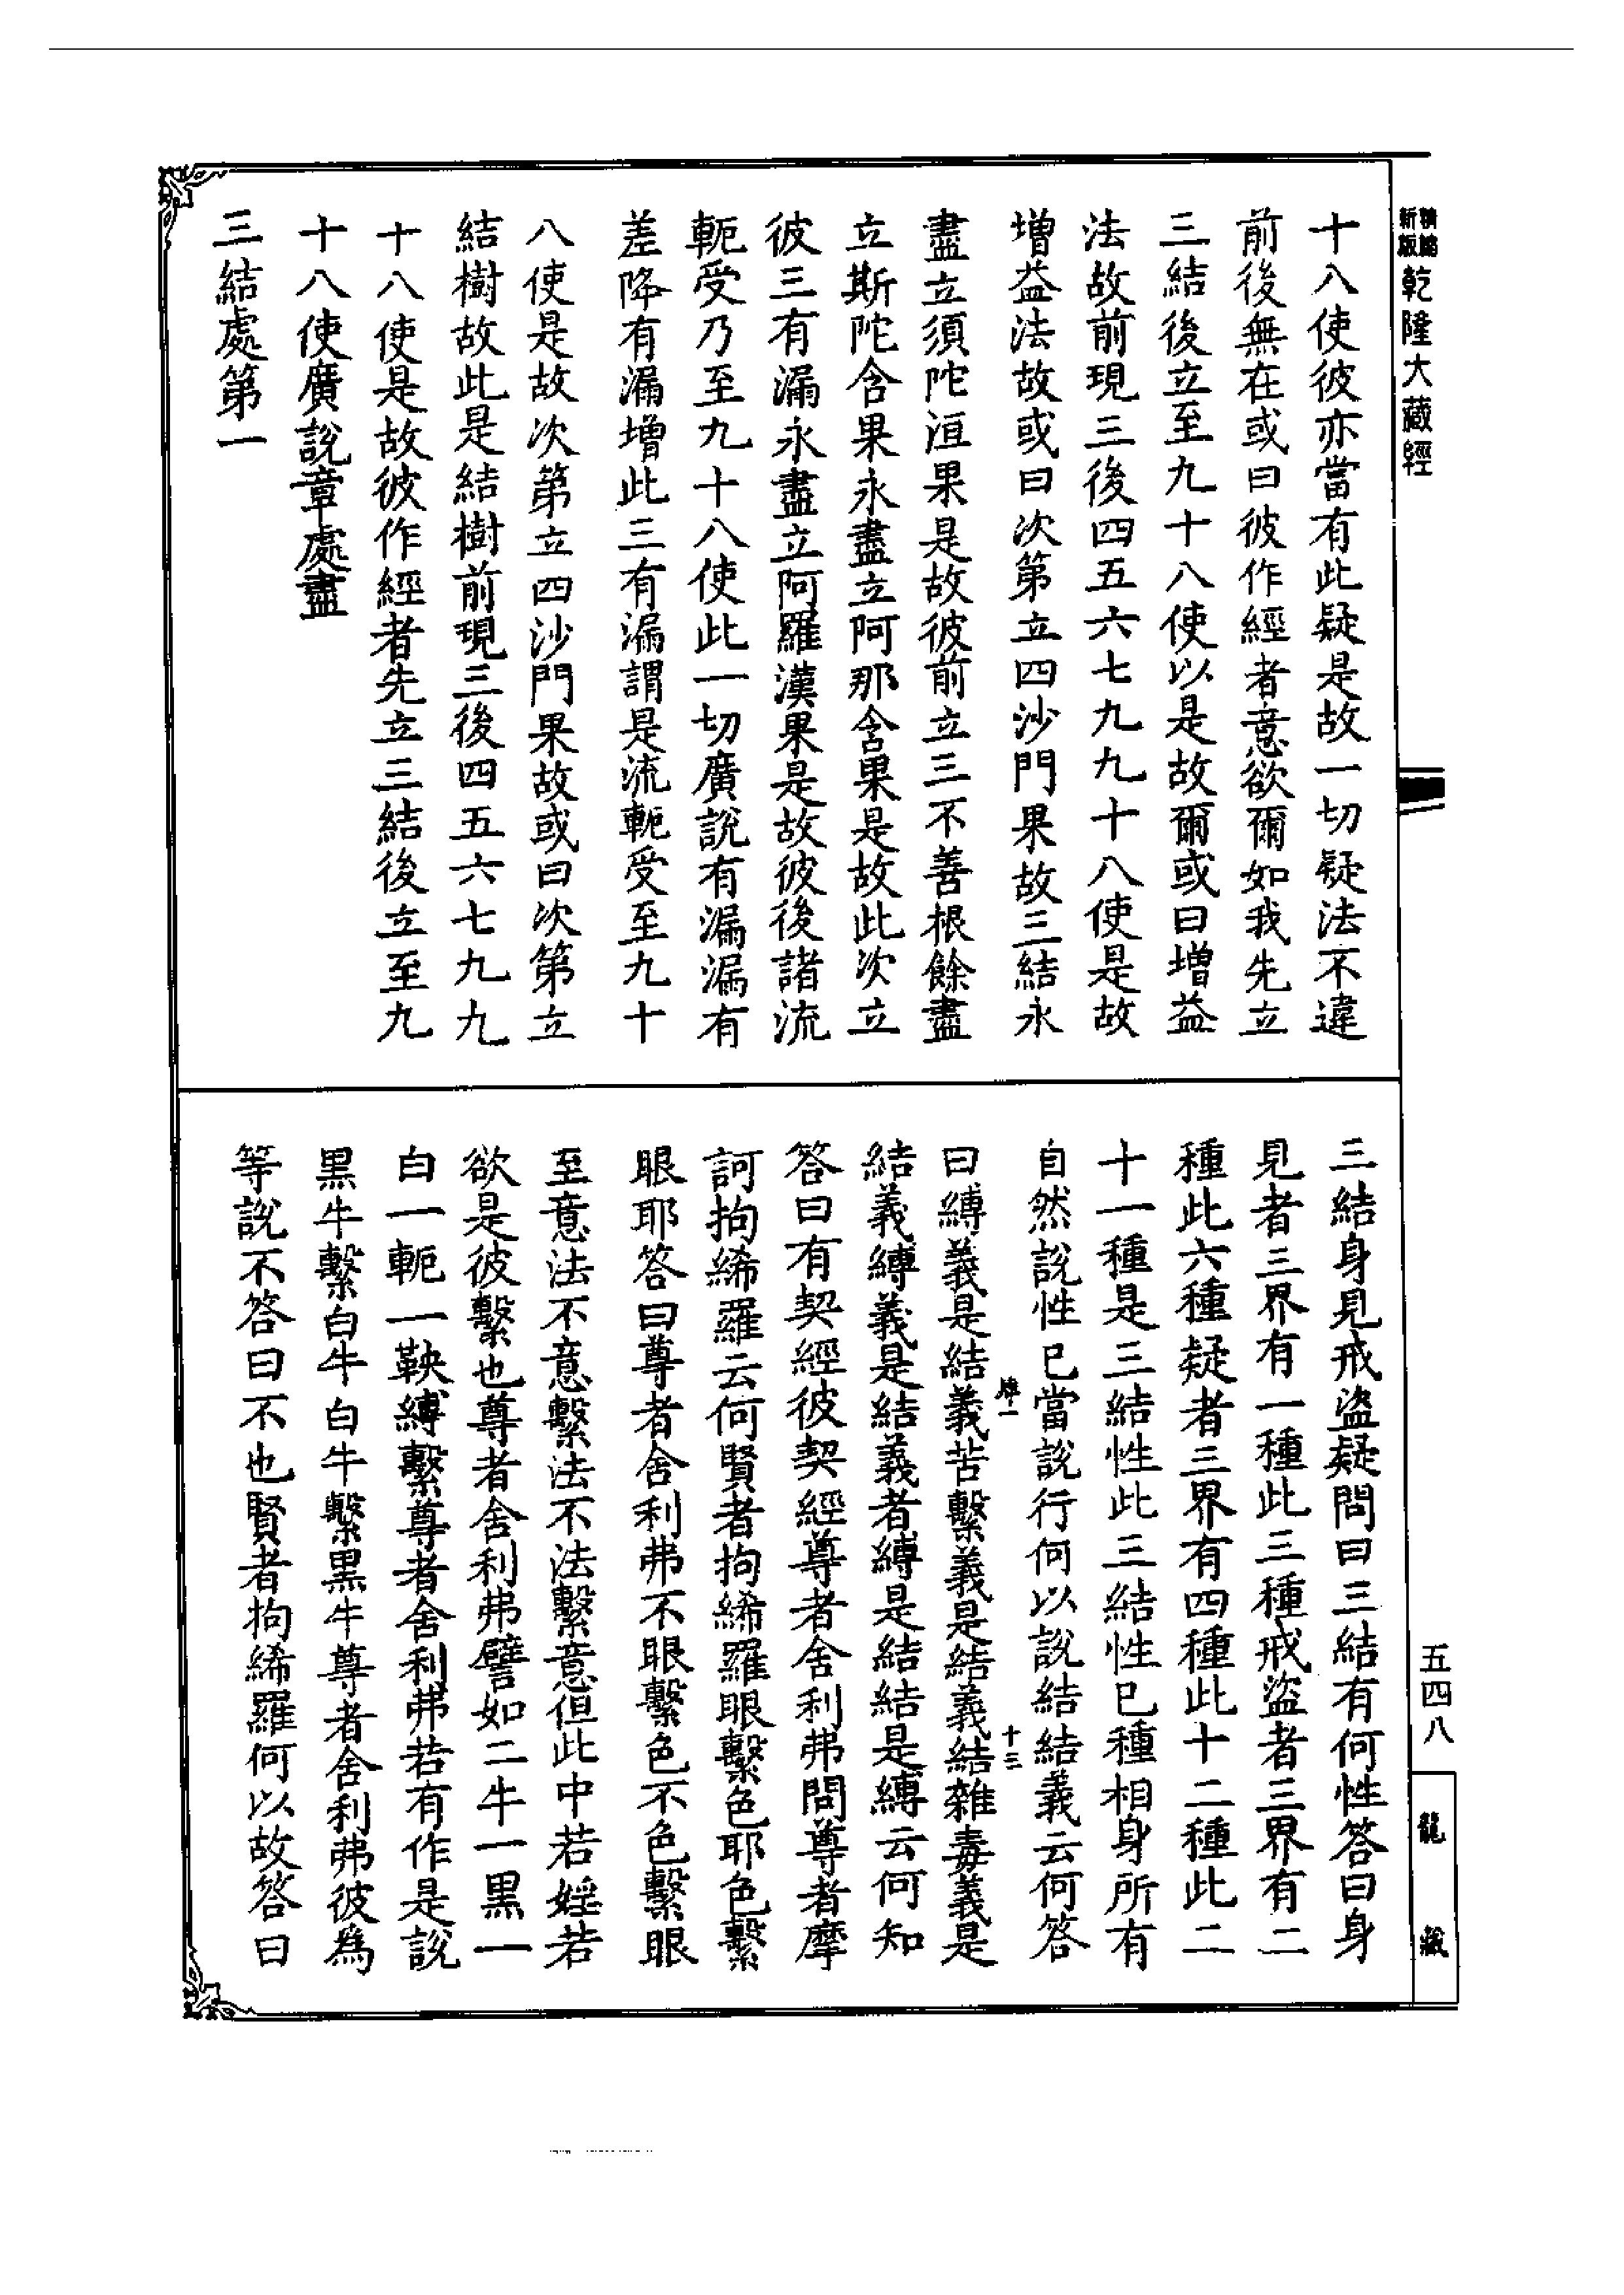 精縮新版乾隆大藏經
十八使彼亦當有此疑是故一切疑法不違
前後無在或曰彼作經者意欲爾如我先立
三結後立至九十八使以是故爾或曰增益
法故前現三後四五六七九九十八使是故
增益法故或曰次第立四沙門果故三結永
盡立須陀洹果是故彼前立三不善根餘盡
立斯陀含果永盡立阿那含果是故此次立
彼三有漏永盡立阿羅漢果是故彼後諸流
軛受乃至九十八使此一切廣說有漏漏有
差降有漏增此三有漏謂是流軛受至九十
八使是故次第立四沙門果故或曰次第立
結樹故此是結樹前現三後四五六七九九
十八使是故彼作經者先立三結後立至九
十八使廣說章處盡
三結處第一
三結身見戒盜疑問曰三結有何性答曰身
見者三界有一種此三種戒盜者三界有二
種此六種疑者三界有四種此十二種此二
十一種是三結性此三結性已種相身所有
自然說性已當說行何以說結結義云何答
曰縛義是結義苦繫義是結義結雜毒義是
結義縛義是結義者縛是結結是縛云何知
答曰有契經彼契經尊者舍利弗問尊者摩
訶拘絺羅云何賢者拘絺羅眼繫色耶色繫
眼耶答曰尊者舍利弗不眼繫色不色繫眼
至意法不意繫法不法繫意但此中若婬若
欲是彼繫也尊者舍利弗譬如二牛一黑一
白一軛一鞅縛繫尊者舍利弗若有作是說
黑牛繫白牛白牛繫黑牛尊者舍利弗彼為
等說不答曰不也賢者拘絺羅何以故答曰
十三
五四八
龍藏